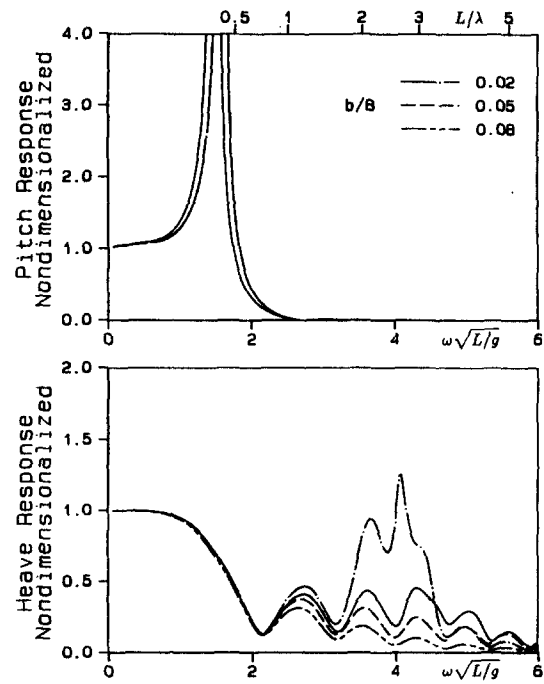 0.5 1 2 3 L/λ 5
4.0
3.0
2.0
1.0
0.0
Pitch Response
Nondimensionalized
b/B
0.02
0.05
0.08
0 2 4 ω√L/g 6
2.0
1.5
1.0
0.5
0.0
Heave Response
Nondimensionalized
0 2 4 ω√L/g 6